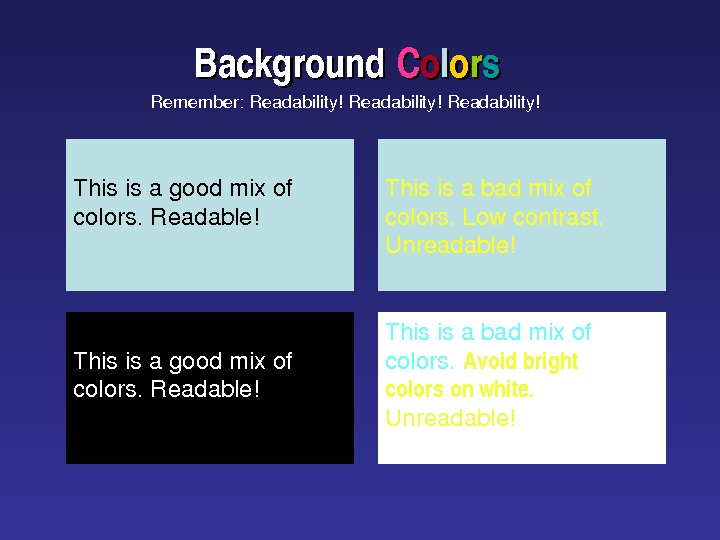 Background Colors
Remember: Readability! Readability! Readability!
This is a good mix of
colors. Readable!
This is a bad mix of
colors. Low contrast.
Unreadable!
This is a good mix of
colors. Readable!
This is a bad mix of
colors. Avoid bright
colors on white.
Unreadable!